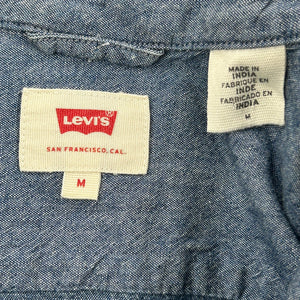 LEVI'S
SAN FRANCISCO, CAL.
M
MADE IN
INDIA
FABRIQUÉ EN
INDE
FABRICADO EN
INDIA
M